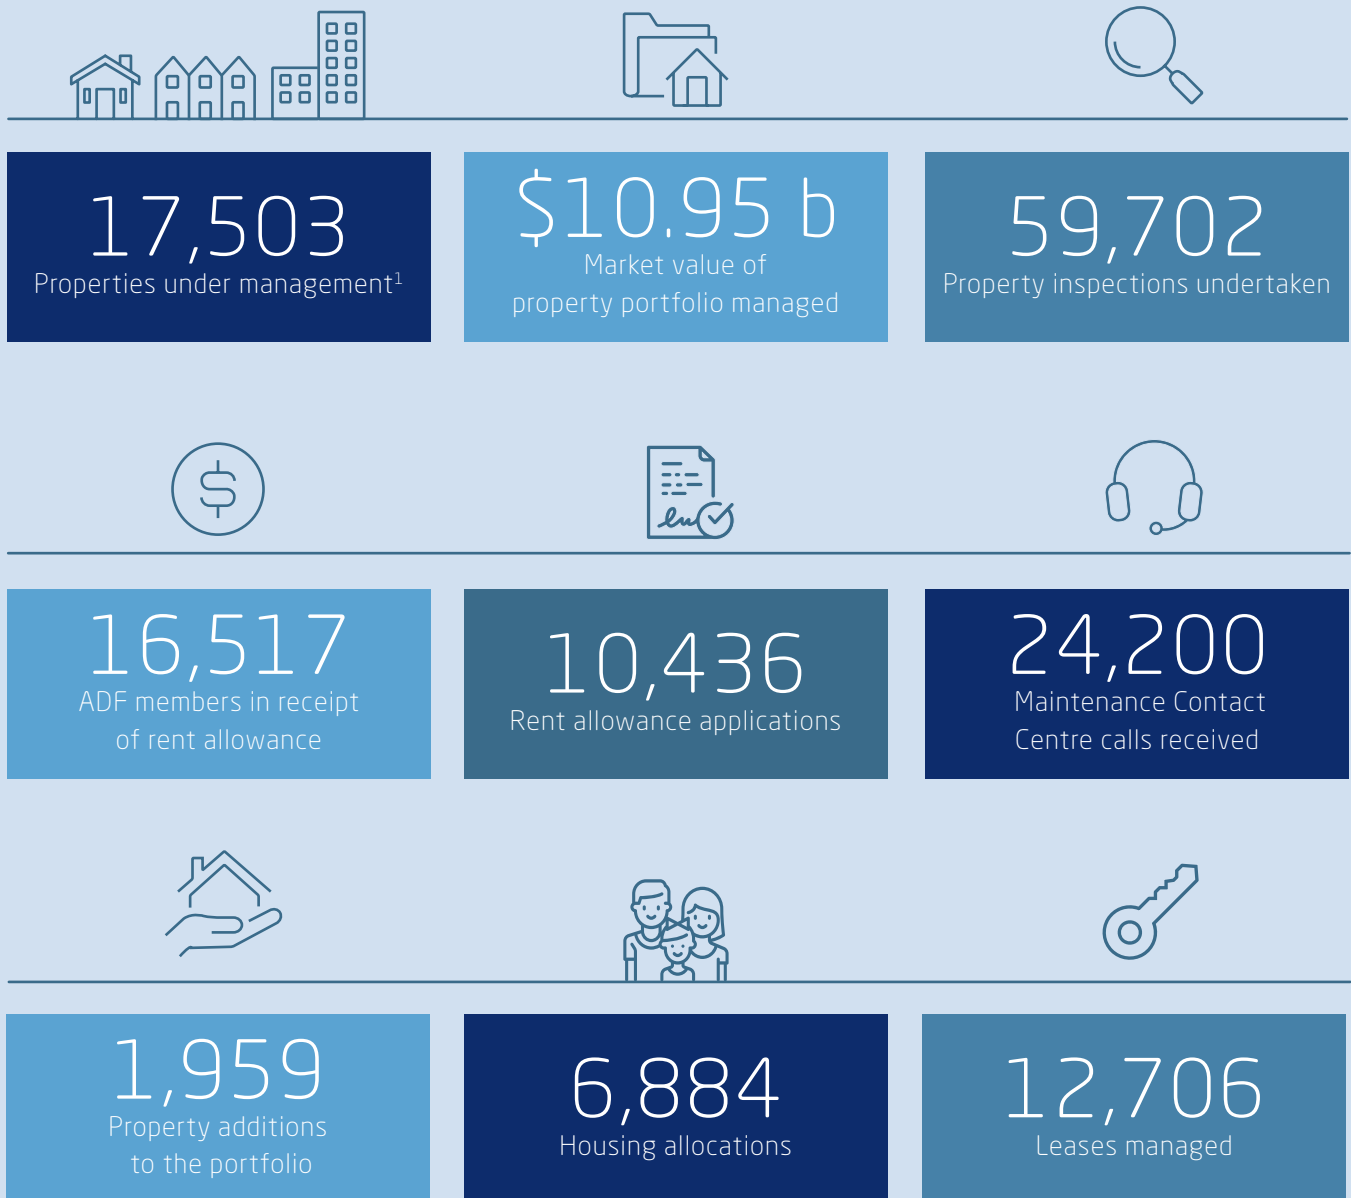 17,503
Properties under management¹
$10.95 b
Market value of
property portfolio managed
59,702
Property inspections undertaken
16,517
ADF members in receipt
of rent allowance
10,436
Rent allowance applications
24,200
Maintenance Contact
Centre calls received
1,959
Property additions
to the portfolio
6,884
Housing allocations
12,706
Leases managed